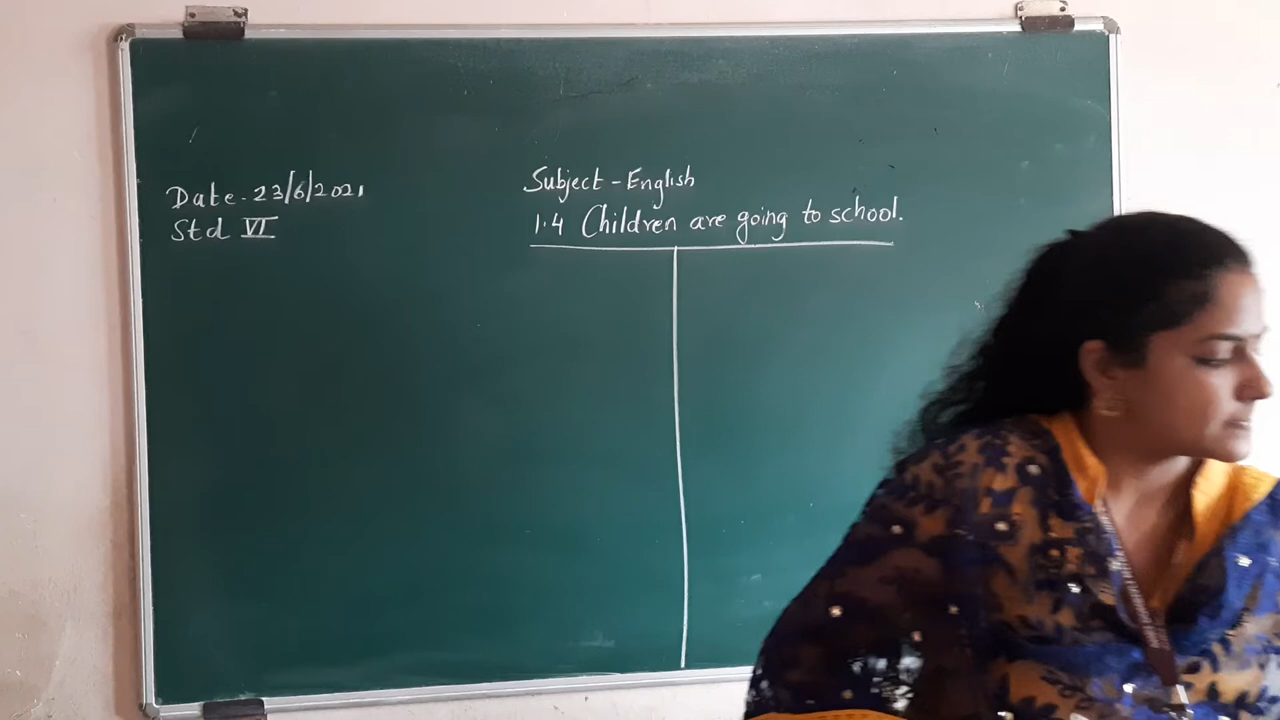 Date. 23/6/2021
Std VI
Subject - English
1.4 Children are going to school.